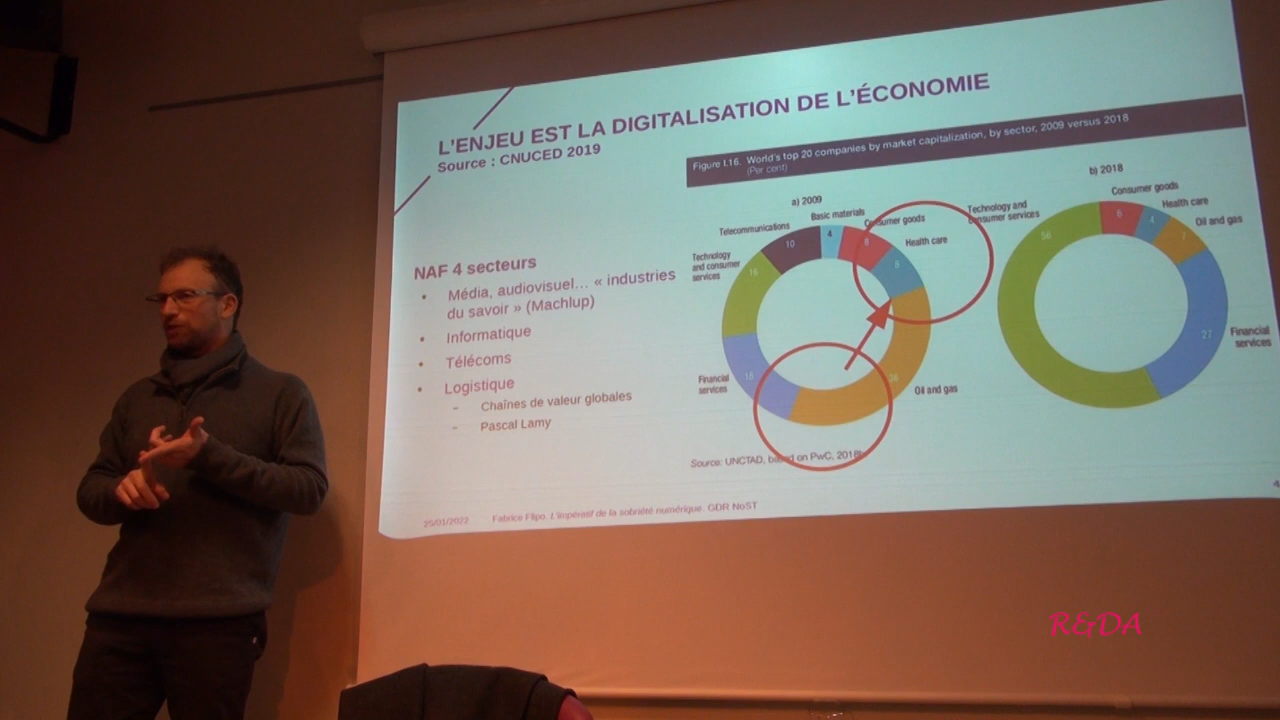 L'ENJEU EST LA DIGITALISATION DE L'ÉCONOMIE
Source : CNUCED 2019
NAF 4 secteurs
• Média, audiovisuel… « industries
du savoir » (Machlup)
• Informatique
• Télécoms
• Logistique
– Chaînes de valeur globales
– Pascal Lamy
Figure I.16. World's top 20 companies by market capitalization, by sector, 2009 versus 2018
(Per cent)
a) 2009
Basic materials
Telecommunications
Consumer goods
Health care
Technology
and consumer
services
Financial
services
Oil and gas
4
10
8
16
18
b) 2018
Consumer goods
Technology and
consumer services
Health care
Oil and gas
Financial
services
56
6
4
7
27
Source: UNCTAD, based on PwC, 2018b.
25/01/2022
Fabrice Flipo. L'impératif de la sobriété numérique. GDR NoST
4
R&DA